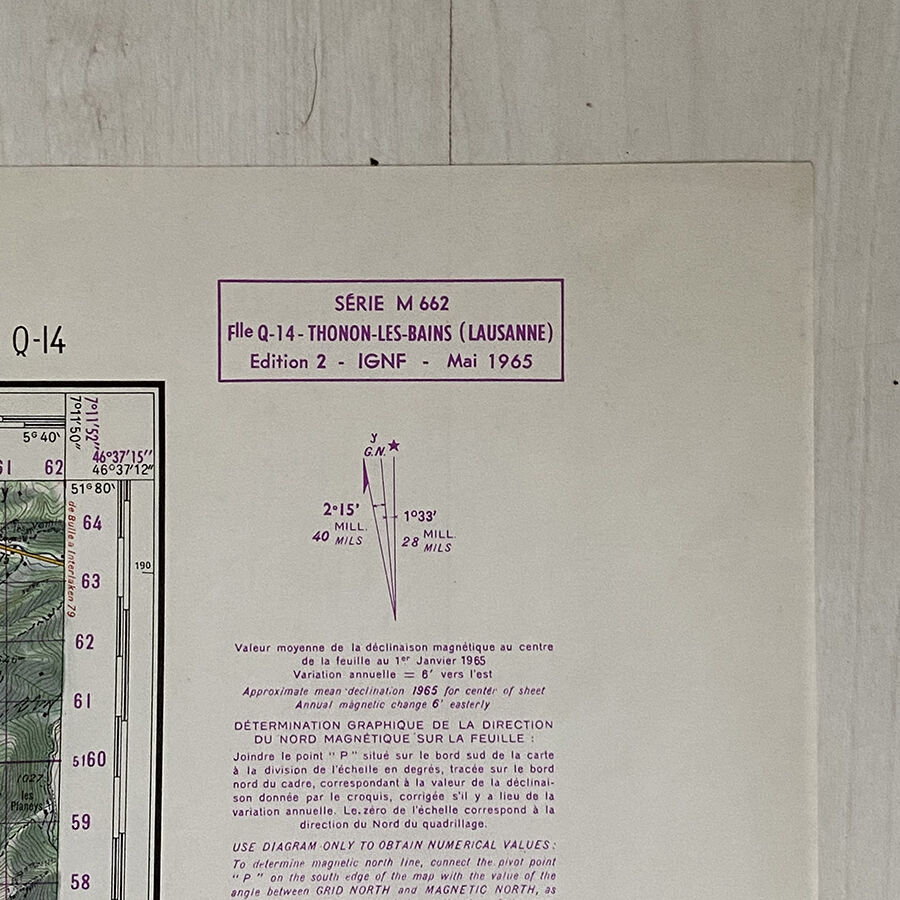 SÉRIE M 662
Flle Q-14 - THONON-LES-BAINS (LAUSANNE)
Edition 2 - IGNF - Mai 1965
Q-14
7°11'50"
7°11'52"
5ᴳ40`
46°37'15"
61 62 46°37'12"
51ᴳ80`
de Bulle à Interlaken 79
64
190
63
62
61
5160
1027
les
Planeys
59
58
y
G.N.
2°15'
40 MILL.
MILS
1°33'
28 MILL.
MILS
Valeur moyenne de la déclinaison magnétique au centre
de la feuille au 1er Janvier 1965
Variation annuelle = 6' vers l'est
Approximate mean declination 1965 for center of sheet
Annual magnetic change 6' easterly
DÉTERMINATION GRAPHIQUE DE LA DIRECTION
DU NORD MAGNÉTIQUE SUR LA FEUILLE :
Joindre le point "P" situé sur le bord sud de la carte
à la division de l'échelle en degrés, tracée sur le bord
nord du cadre, correspondant à la valeur de la déclinai-
son donnée par le croquis, corrigée s'il y a lieu de la
variation annuelle. Le zéro de l'échelle correspond à la
direction du Nord du quadrillage.
USE DIAGRAM ONLY TO OBTAIN NUMERICAL VALUES:
To determine magnetic north line, connect the pivot point
"P" on the south edge of the map with the value of the
angle between GRID NORTH and MAGNETIC NORTH, as